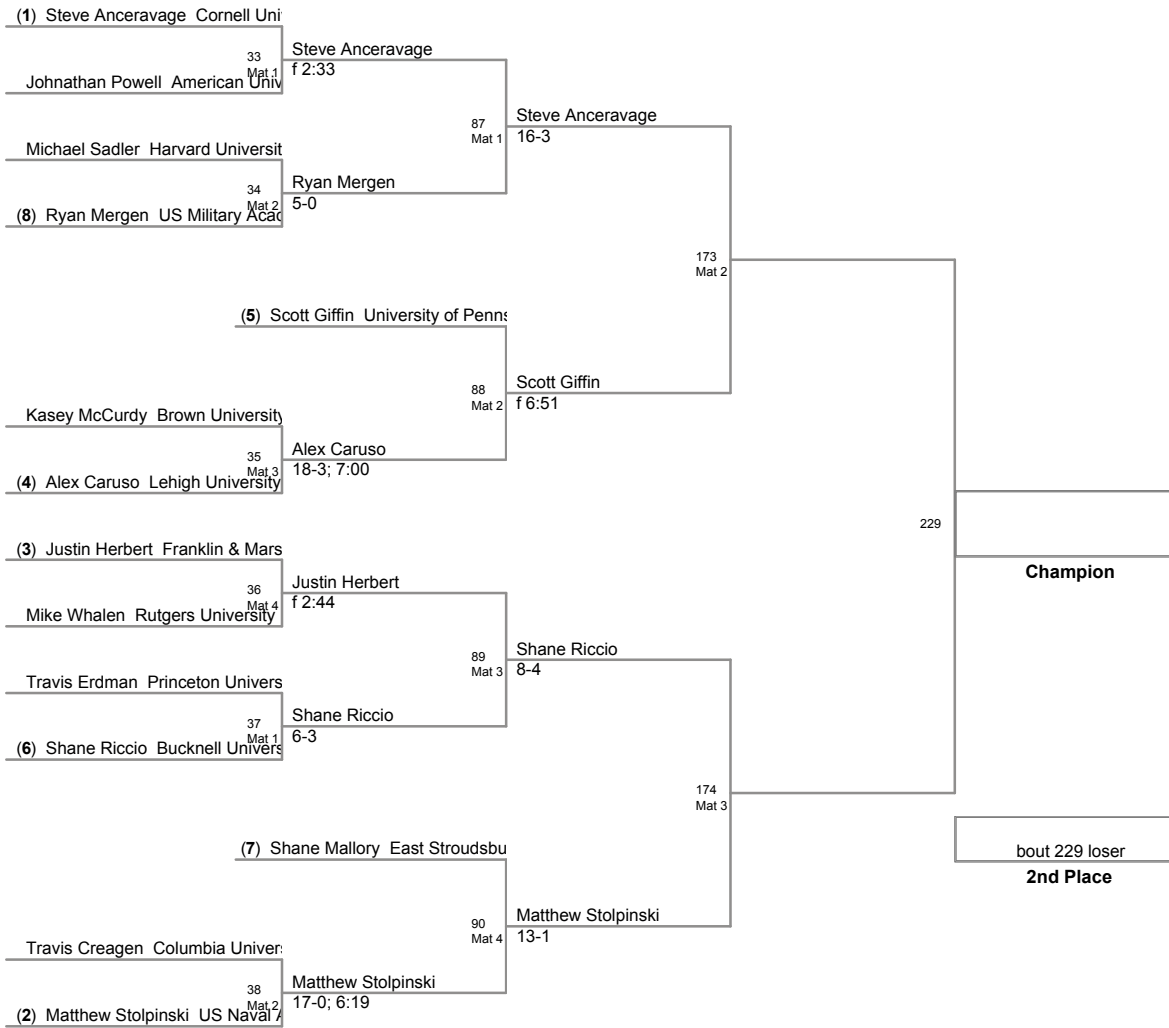 (1) Steve Anceravage Cornell Uni
33
Mat 1
Steve Anceravage
f 2:33
Johnathan Powell American Univ
87
Mat 1
Steve Anceravage
16-3
Michael Sadler Harvard Universit
34
Mat 2
Ryan Mergen
5-0
(8) Ryan Mergen US Military Acad
173
Mat 2
(5) Scott Giffin University of Penns
88
Mat 2
Scott Giffin
f 6:51
Kasey McCurdy Brown University
35
Mat 3
Alex Caruso
18-3; 7:00
(4) Alex Caruso Lehigh University
229
Champion
(3) Justin Herbert Franklin & Mars
36
Mat 4
Justin Herbert
f 2:44
Mike Whalen Rutgers University
89
Mat 3
Shane Riccio
8-4
Travis Erdman Princeton Univers
37
Mat 1
Shane Riccio
6-3
(6) Shane Riccio Bucknell Univers
174
Mat 3
(7) Shane Mallory East Stroudsbu
bout 229 loser
2nd Place
90
Mat 4
Matthew Stolpinski
13-1
Travis Creagen Columbia Univers
38
Mat 2
Matthew Stolpinski
17-0; 6:19
(2) Matthew Stolpinski US Naval A